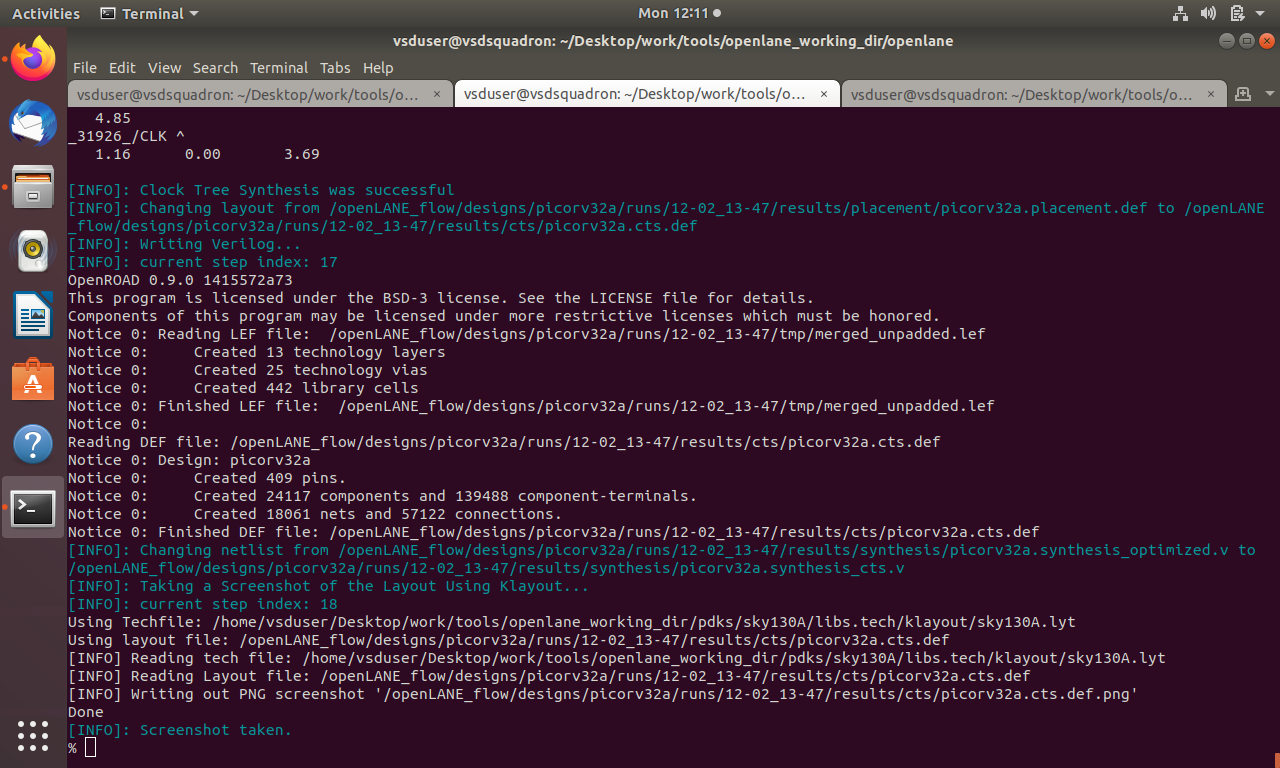 Activities Terminal Mon 12:11
vsduser@vsdsquadron: ~/Desktop/work/tools/openlane_working_dir/openlane
File Edit View Search Terminal Tabs Help
vsduser@vsdsquadron: ~/Desktop/work/tools/o... × vsduser@vsdsquadron: ~/Desktop/work/tools/o... × vsduser@vsdsquadron: ~/Desktop/work/tools/o... ×
4.85
_31926_/CLK ^
1.16 0.00 3.69
[INFO]: Clock Tree Synthesis was successful
[INFO]: Changing layout from /openLANE_flow/designs/picorv32a/runs/12-02_13-47/results/placement/picorv32a.placement.def to /openLANE
_flow/designs/picorv32a/runs/12-02_13-47/results/cts/picorv32a.cts.def
[INFO]: Writing Verilog...
[INFO]: current step index: 17
OpenROAD 0.9.0 1415572a73
This program is licensed under the BSD-3 license. See the LICENSE file for details.
Components of this program may be licensed under more restrictive licenses which must be honored.
Notice 0: Reading LEF file:  /openLANE_flow/designs/picorv32a/runs/12-02_13-47/tmp/merged_unpadded.lef
Notice 0:     Created 13 technology layers
Notice 0:     Created 25 technology vias
Notice 0:     Created 442 library cells
Notice 0: Finished LEF file:  /openLANE_flow/designs/picorv32a/runs/12-02_13-47/tmp/merged_unpadded.lef
Notice 0:
Reading DEF file: /openLANE_flow/designs/picorv32a/runs/12-02_13-47/results/cts/picorv32a.cts.def
Notice 0: Design: picorv32a
Notice 0:     Created 409 pins.
Notice 0:     Created 24117 components and 139488 component-terminals.
Notice 0:     Created 18061 nets and 57122 connections.
Notice 0: Finished DEF file: /openLANE_flow/designs/picorv32a/runs/12-02_13-47/results/cts/picorv32a.cts.def
[INFO]: Changing netlist from /openLANE_flow/designs/picorv32a/runs/12-02_13-47/results/synthesis/picorv32a.synthesis_optimized.v to
/openLANE_flow/designs/picorv32a/runs/12-02_13-47/results/synthesis/picorv32a.synthesis_cts.v
[INFO]: Taking a Screenshot of the Layout Using Klayout...
[INFO]: current step index: 18
Using Techfile: /home/vsduser/Desktop/work/tools/openlane_working_dir/pdks/sky130A/libs.tech/klayout/sky130A.lyt
Using layout file: /openLANE_flow/designs/picorv32a/runs/12-02_13-47/results/cts/picorv32a.cts.def
[INFO] Reading tech file: /home/vsduser/Desktop/work/tools/openlane_working_dir/pdks/sky130A/libs.tech/klayout/sky130A.lyt
[INFO] Reading Layout file: /openLANE_flow/designs/picorv32a/runs/12-02_13-47/results/cts/picorv32a.cts.def
[INFO] Writing out PNG screenshot '/openLANE_flow/designs/picorv32a/runs/12-02_13-47/results/cts/picorv32a.cts.def.png'
Done
[INFO]: Screenshot taken.
%